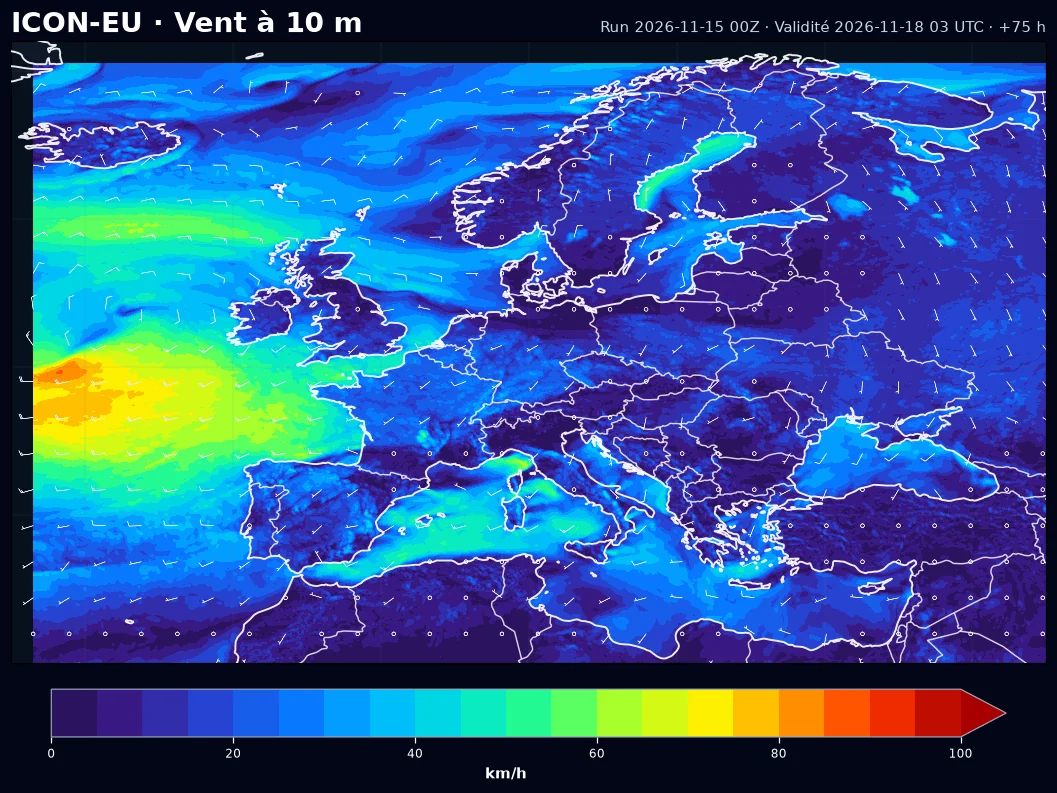 ICON-EU · Vent à 10 m
Run 2026-11-15 00Z · Validité 2026-11-18 03 UTC · +75 h
0 20 40 60 80 100
km/h